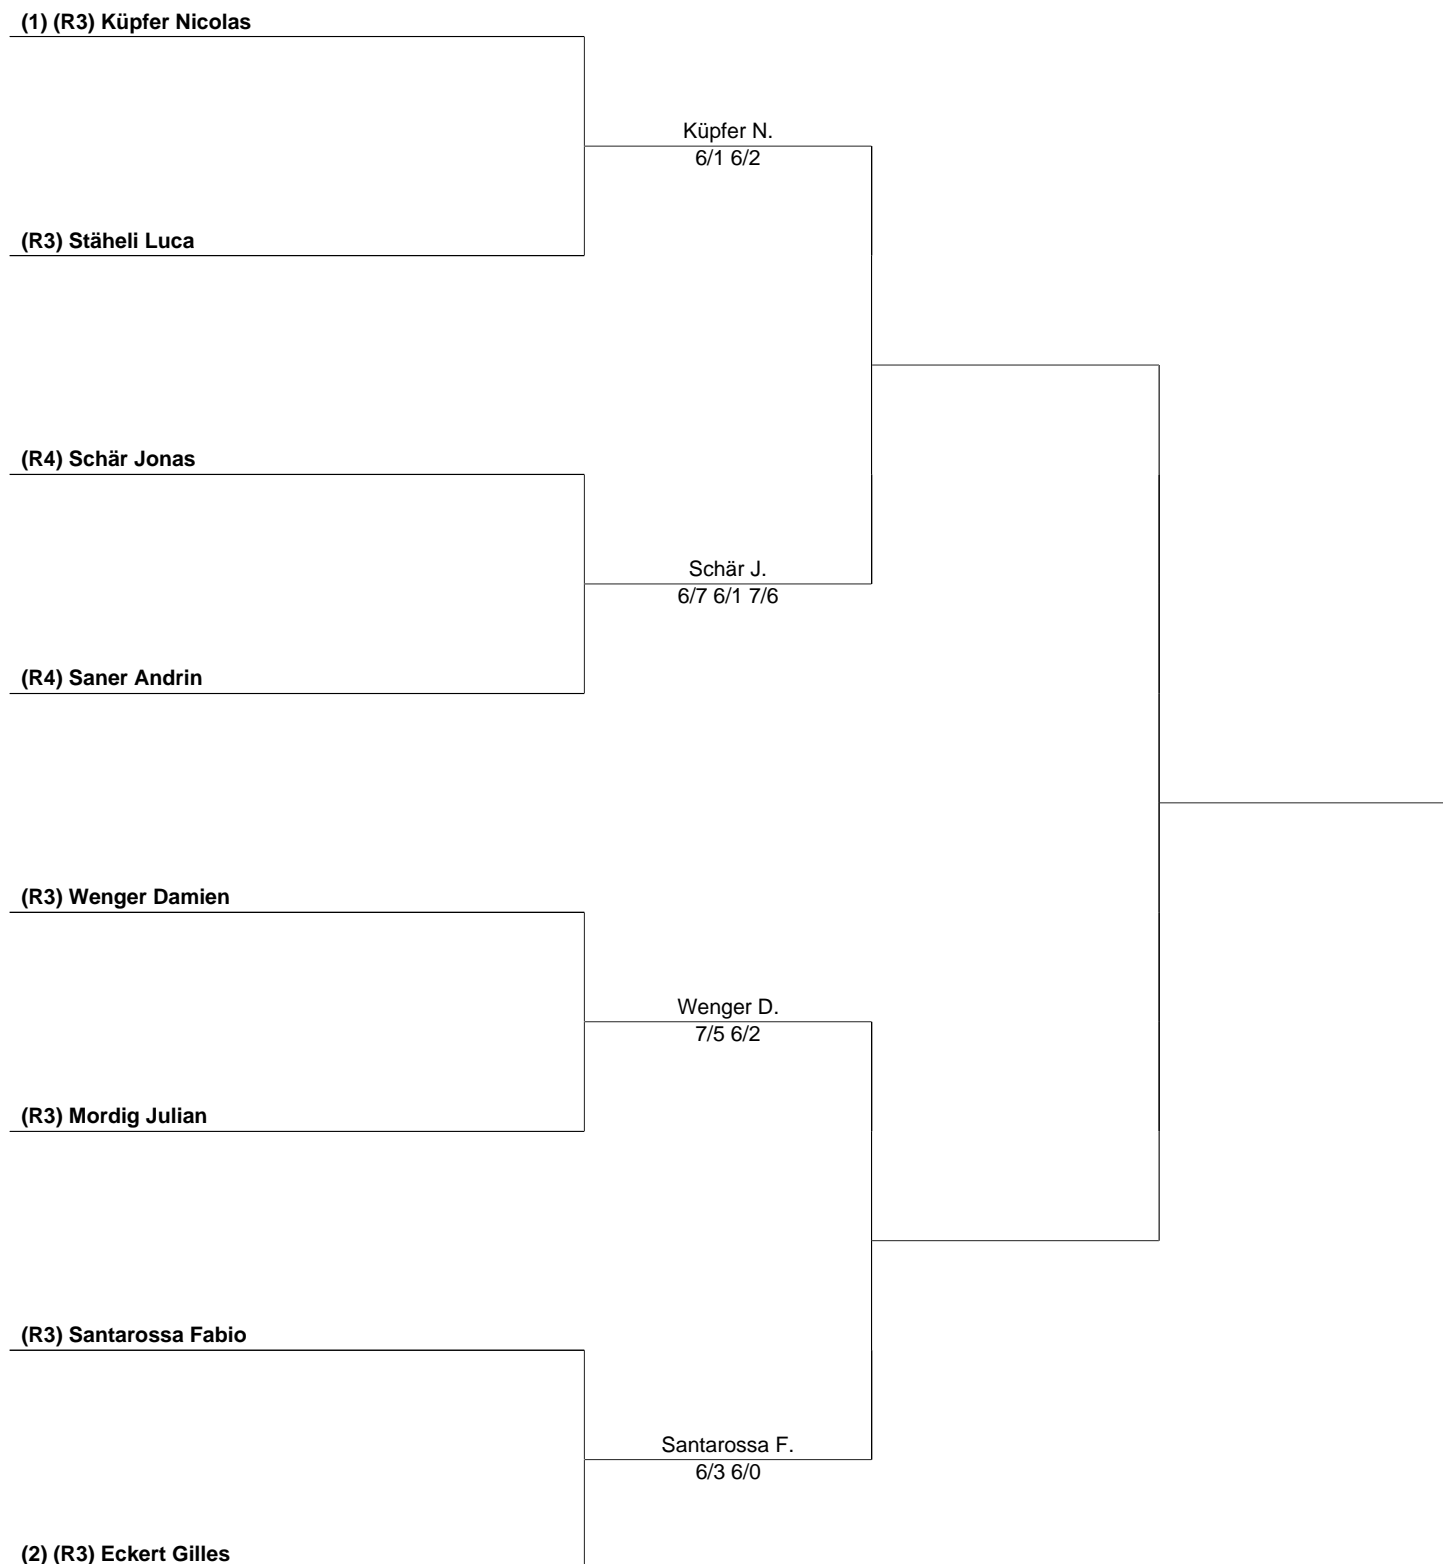 (1) (R3) Küpfer Nicolas
Küpfer N.
6/1 6/2
(R3) Stäheli Luca
(R4) Schär Jonas
Schär J.
6/7 6/1 7/6
(R4) Saner Andrin
(R3) Wenger Damien
Wenger D.
7/5 6/2
(R3) Mordig Julian
(R3) Santarossa Fabio
Santarossa F.
6/3 6/0
(2) (R3) Eckert Gilles